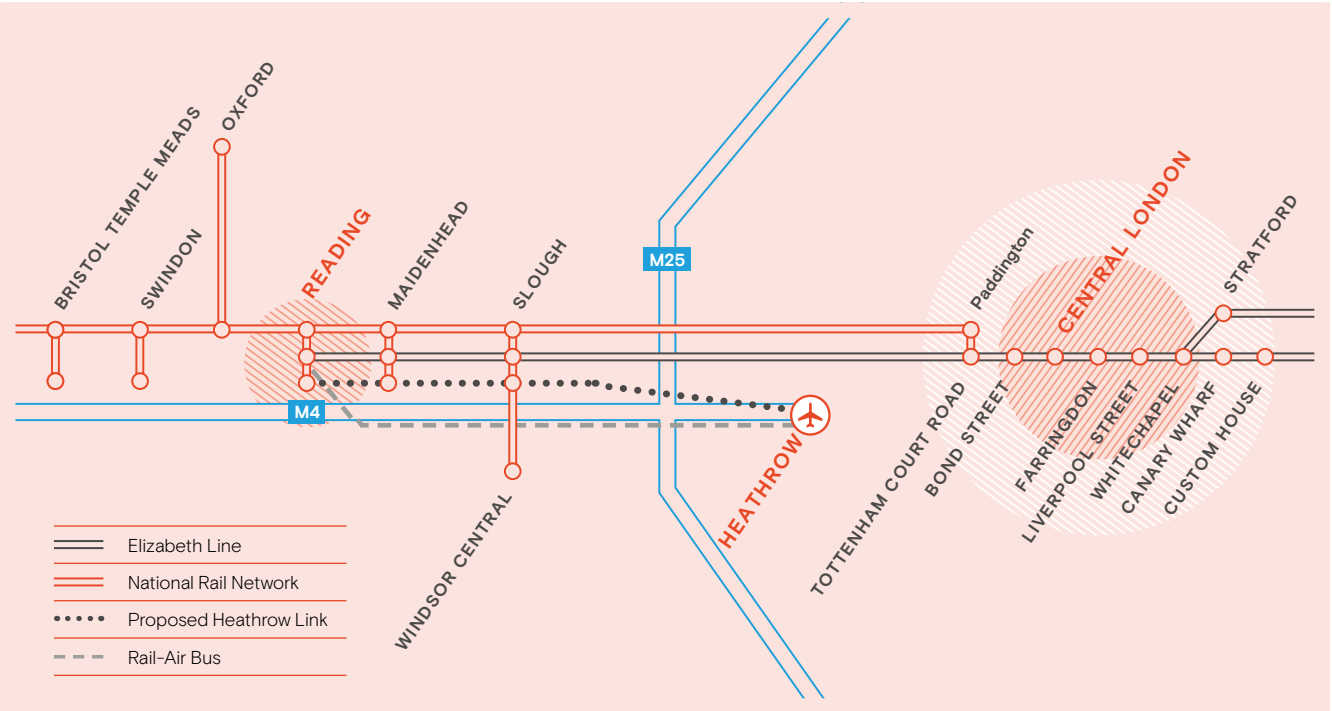 BRISTOL TEMPLE MEADS
SWINDON
OXFORD
READING
MAIDENHEAD
SLOUGH
M25
Paddington
CENTRAL LONDON
STRATFORD
M4
WINDSOR CENTRAL
HEATHROW
TOTTENHAM COURT ROAD
BOND STREET
FARRINGDON
LIVERPOOL STREET
WHITECHAPEL
CANARY WHARF
CUSTOM HOUSE
Elizabeth Line
National Rail Network
Proposed Heathrow Link
Rail-Air Bus